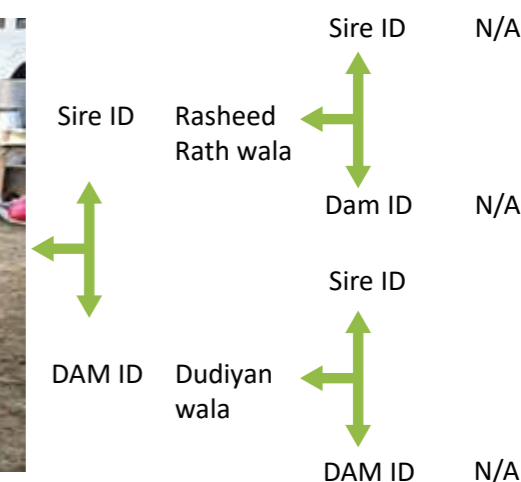 Sire ID N/A
Sire ID Rasheed
Rath wala
Dam ID N/A
Sire ID
DAM ID Dudiyan
wala
DAM ID N/A